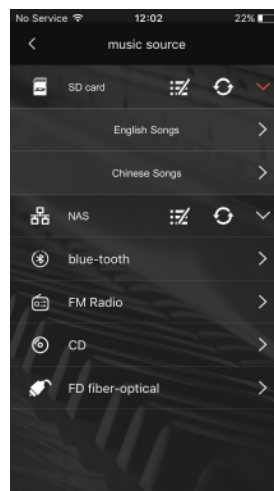 No Service 12:02 22%
music source
SD card
English Songs
Chinese Songs
NAS
blue-tooth
FM Radio
CD
FD fiber-optical